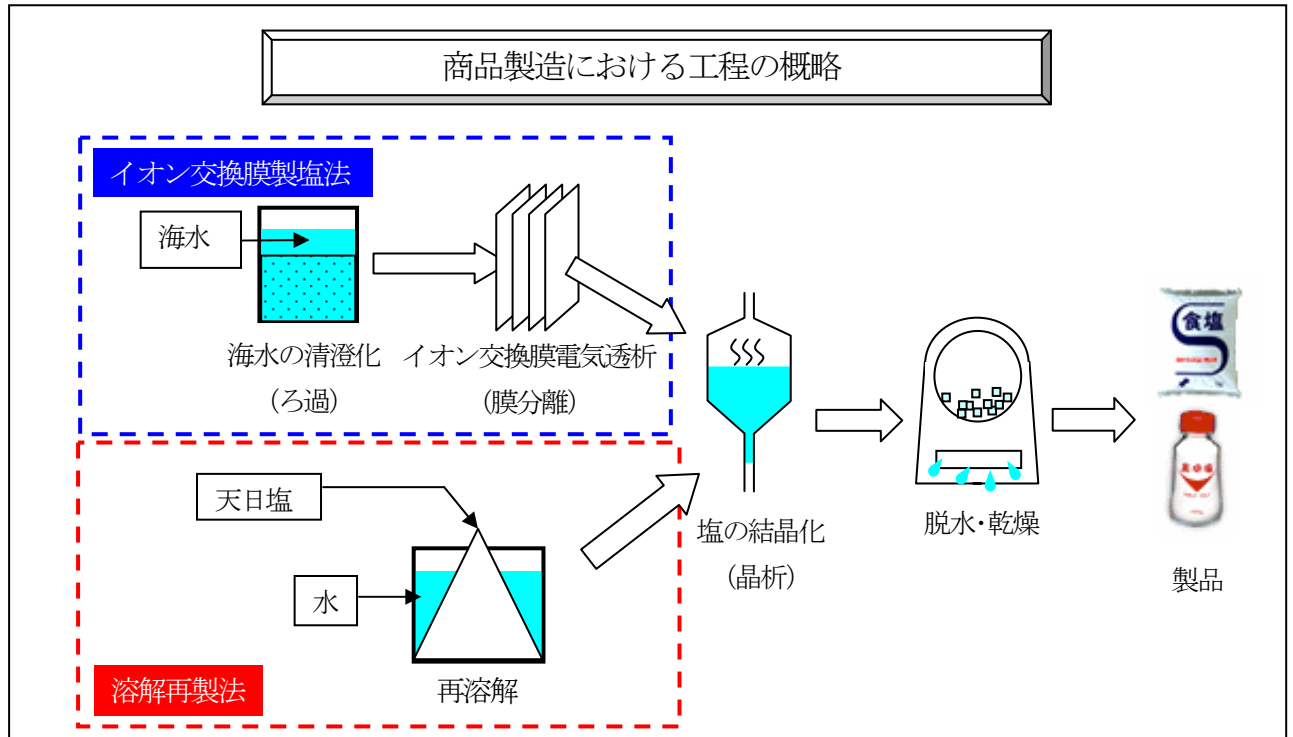 商品製造における工程の概略
イオン交換膜製塩法
海水
海水の清澄化
(ろ過)
イオン交換膜電気透析
(膜分離)
天日塩
水
再溶解
溶解再製法
塩の結晶化
(晶析)
脱水・乾燥
食塩
製品